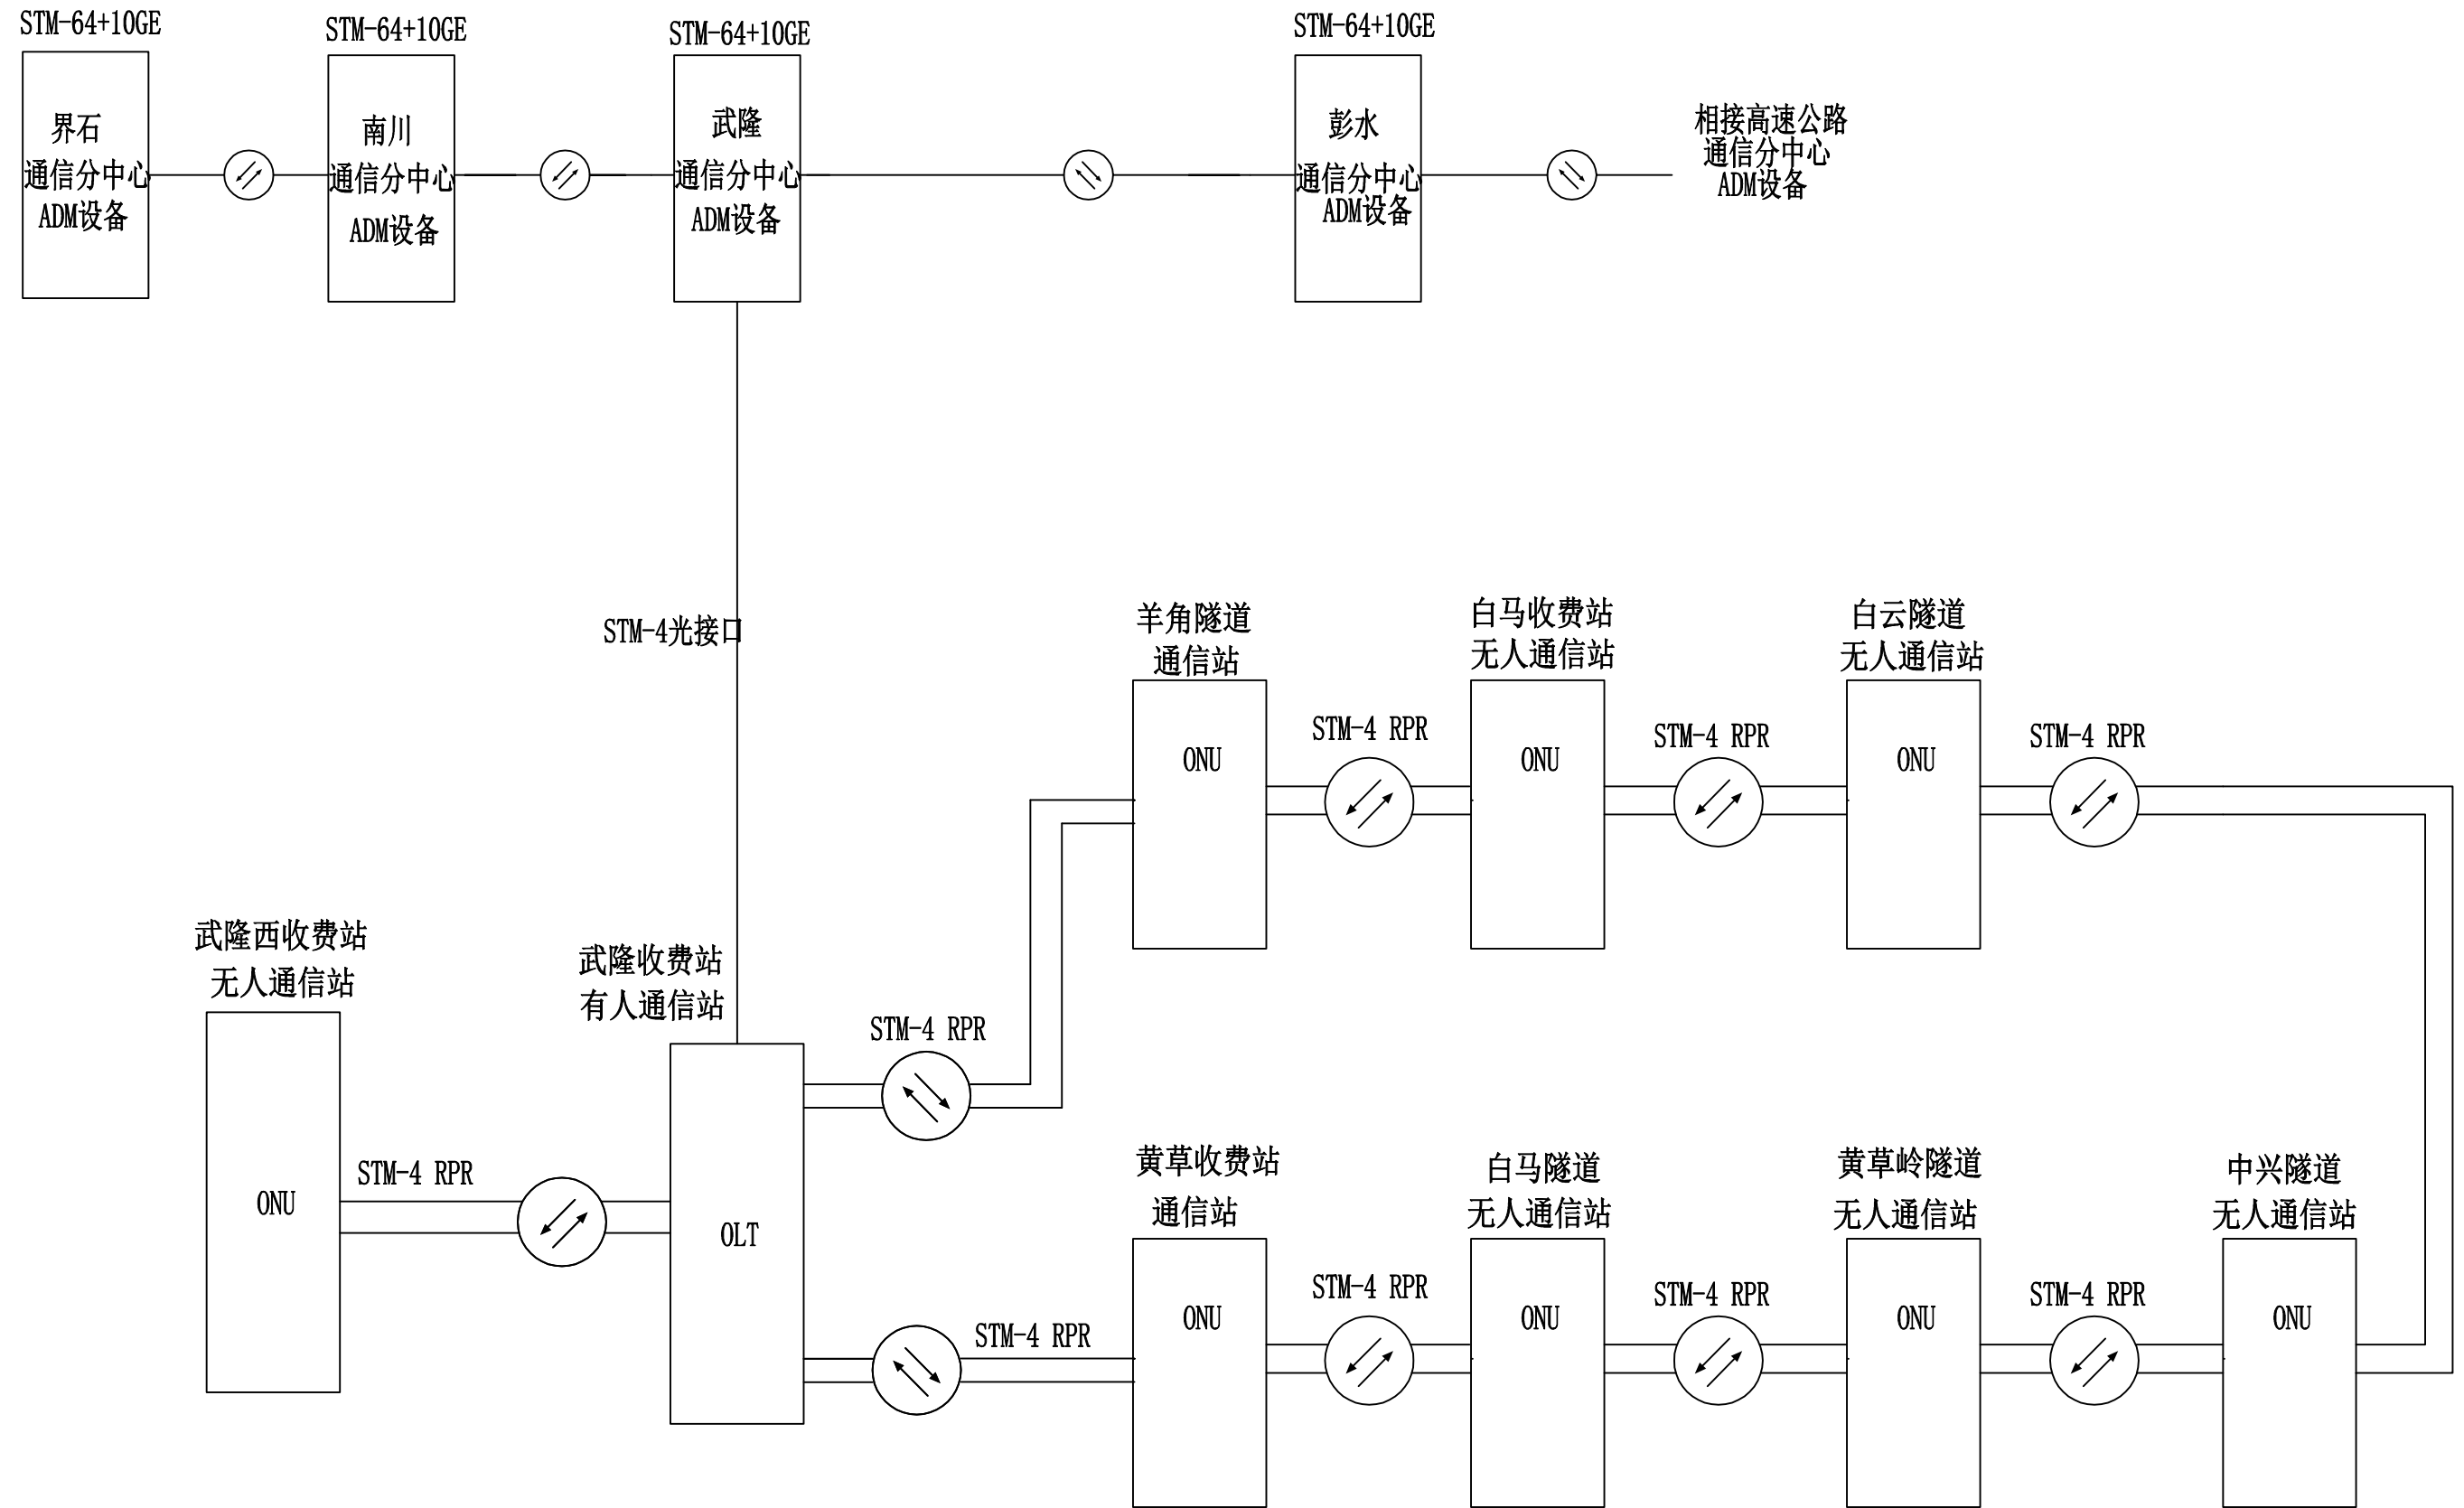 STM-64+10GE
STM-64+10GE
STM-64+10GE
STM-64+10GE
界石
通信分中心
ADM设备
南川
通信分中心
ADM设备
武隆
通信分中心
ADM设备
彭水
通信分中心
ADM设备
相接高速公路
通信分中心
ADM设备
STM-4光接口
羊角隧道
通信站
ONU
STM-4 RPR
白马收费站
无人通信站
ONU
STM-4 RPR
白云隧道
无人通信站
ONU
STM-4 RPR
武隆西收费站
无人通信站
ONU
STM-4 RPR
武隆收费站
有人通信站
OLT
STM-4 RPR
STM-4 RPR
黄草收费站
通信站
ONU
STM-4 RPR
白马隧道
无人通信站
ONU
STM-4 RPR
黄草岭隧道
无人通信站
ONU
STM-4 RPR
中兴隧道
无人通信站
ONU